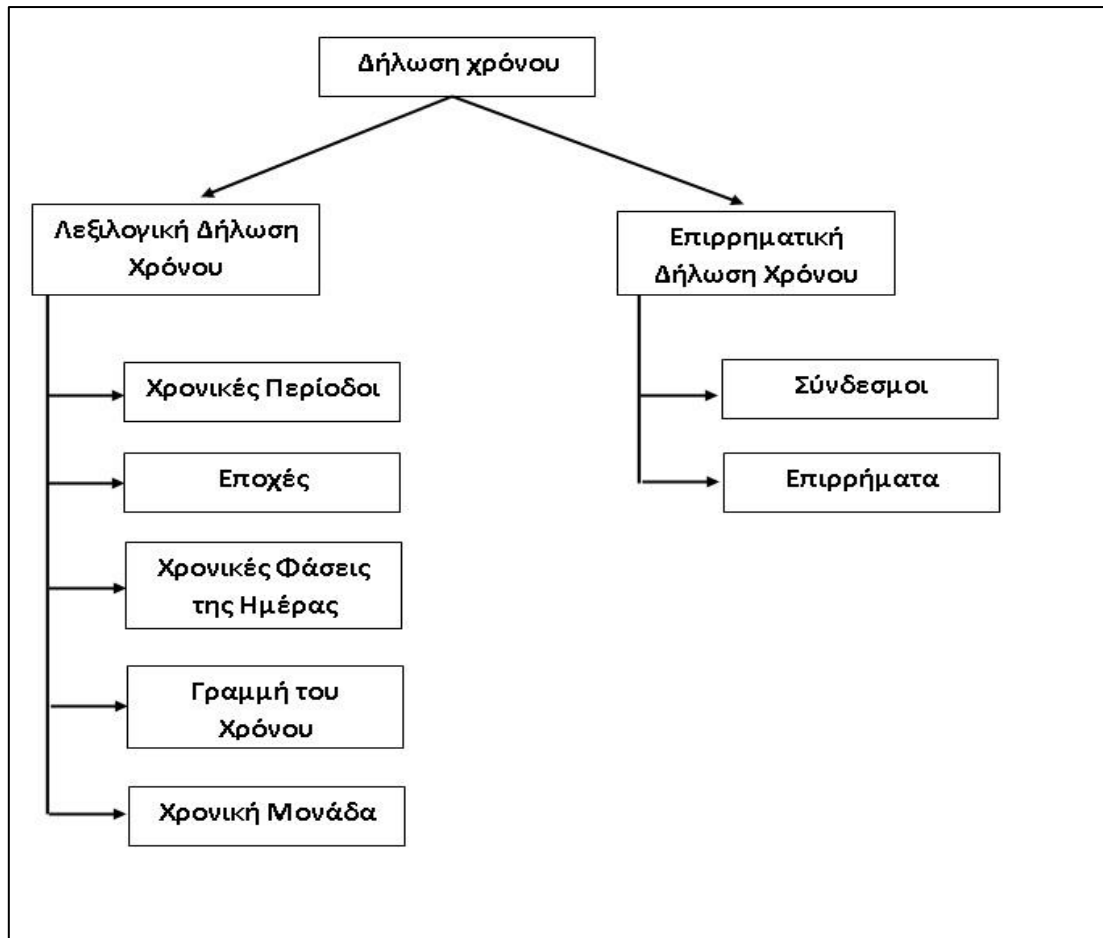 Δήλωση χρόνου
Λεξιλογική Δήλωση
Χρόνου
Χρονικές Περίοδοι
Εποχές
Χρονικές Φάσεις
της Ημέρας
Γραμμή του
Χρόνου
Χρονική Μονάδα
Επιρρηματική
Δήλωση Χρόνου
Σύνδεσμοι
Επιρρήματα